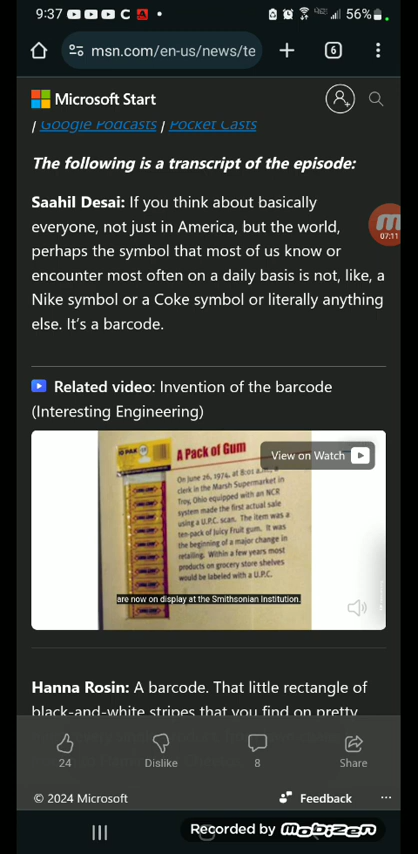 9:37
56%
msn.com/en-us/news/te
6
Microsoft Start
/ Google Podcasts / Pocket Casts
The following is a transcript of the episode:
Saahil Desai: If you think about basically
everyone, not just in America, but the world,
perhaps the symbol that most of us know or
encounter most often on a daily basis is not, like, a
Nike symbol or a Coke symbol or literally anything
else. It's a barcode.
07:11
Related video: Invention of the barcode
(Interesting Engineering)
View on Watch
A Pack of Gum
On June 26, 1974, at 8:01 a.m., a
clerk in the Marsh Supermarket in
Troy, Ohio equipped with an NCR
system made the first actual sale
using a U.P.C. scan. The item was a
ten-pack of Juicy Fruit gum. It was
the beginning of a major change in
retailing. Within a few years most
products on grocery store shelves
would be labeled with a U.P.C.
are now on display at the Smithsonian Institution.
Hanna Rosin: A barcode. That little rectangle of
black-and-white stripes that you find on pretty
24
Dislike
8
Share
© 2024 Microsoft
Feedback
Recorded by mobizen